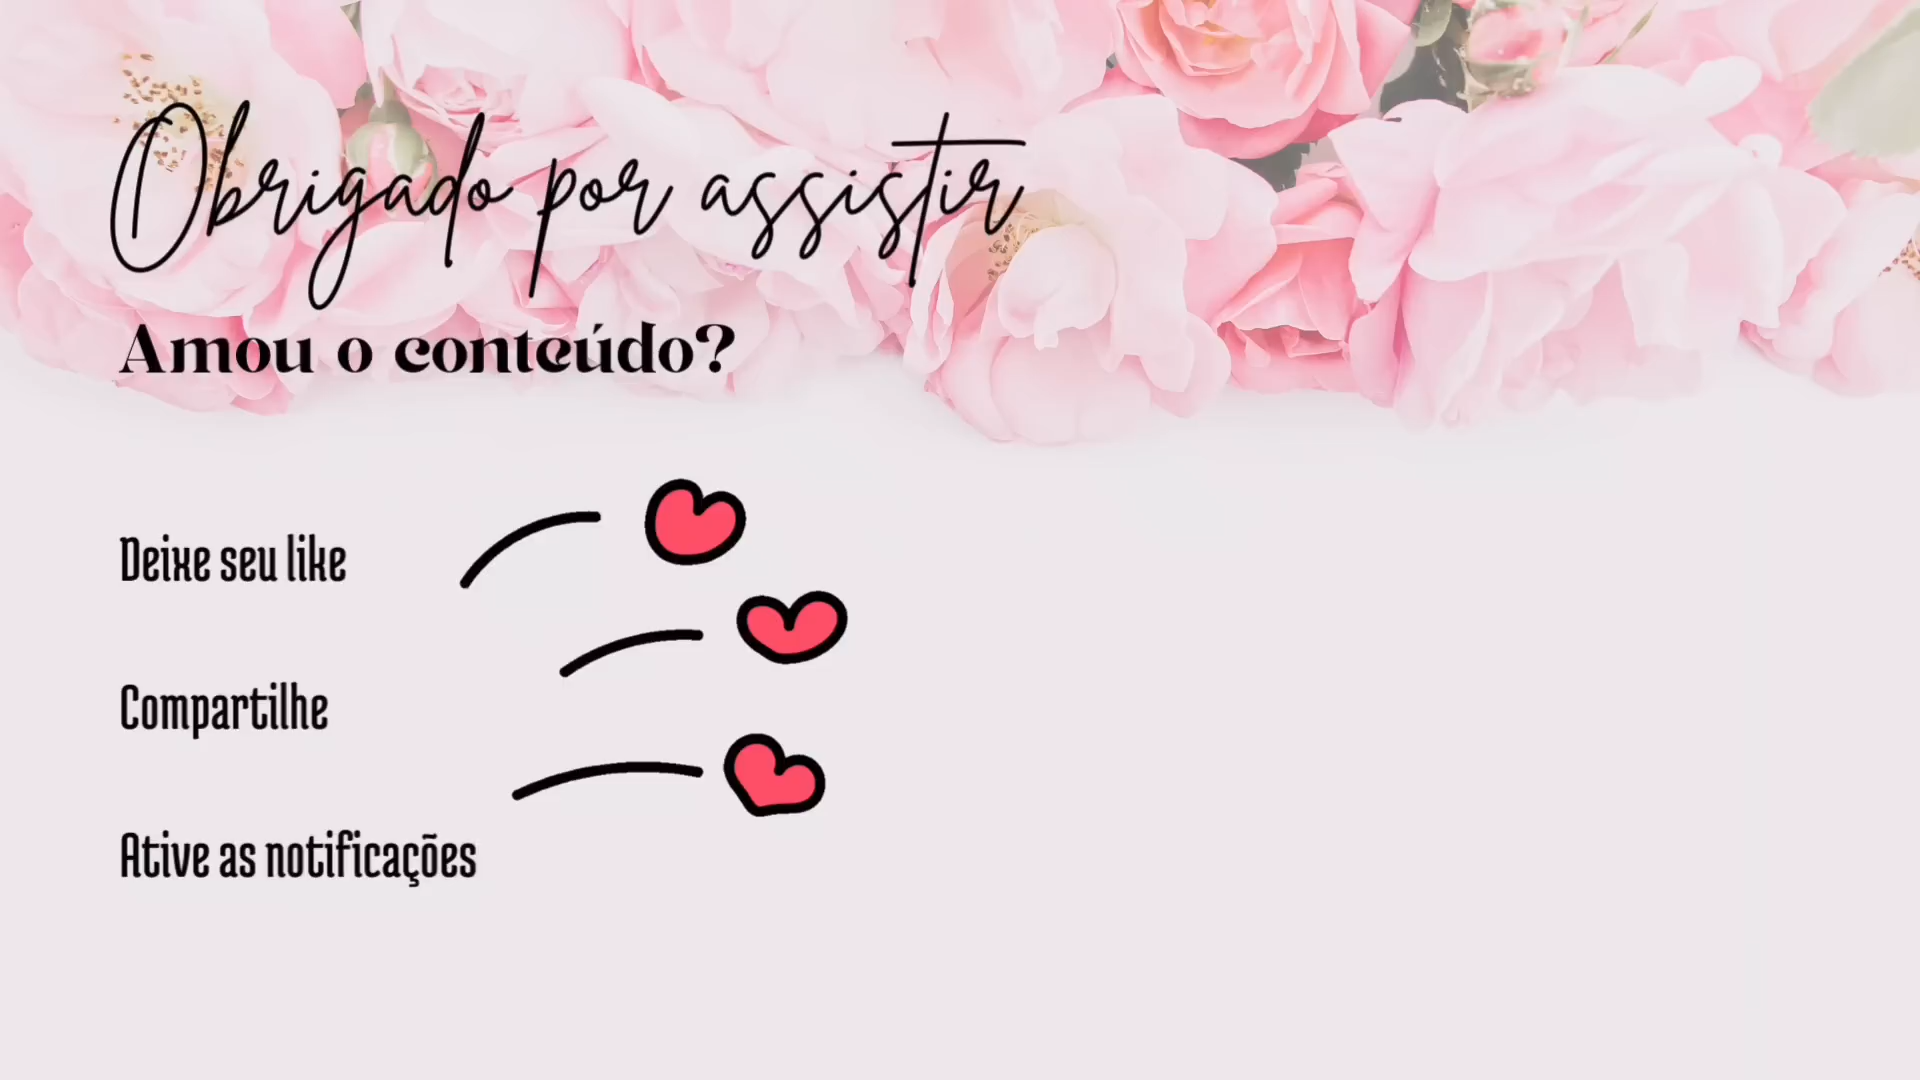 Obrigado por assistir
Amou o conteúdo?
Deixe seu like
Compartilhe
Ative as notificações